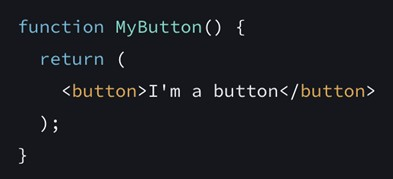 function MyButton() {
  return (
    <button>I'm a button</button>
  );
}